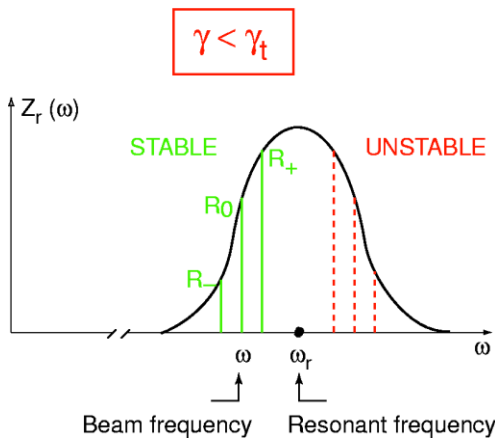 γ < γt
Zr (ω)
STABLE
UNSTABLE
R+
R0
R–
ω
ωr
ω
Beam frequency
Resonant frequency